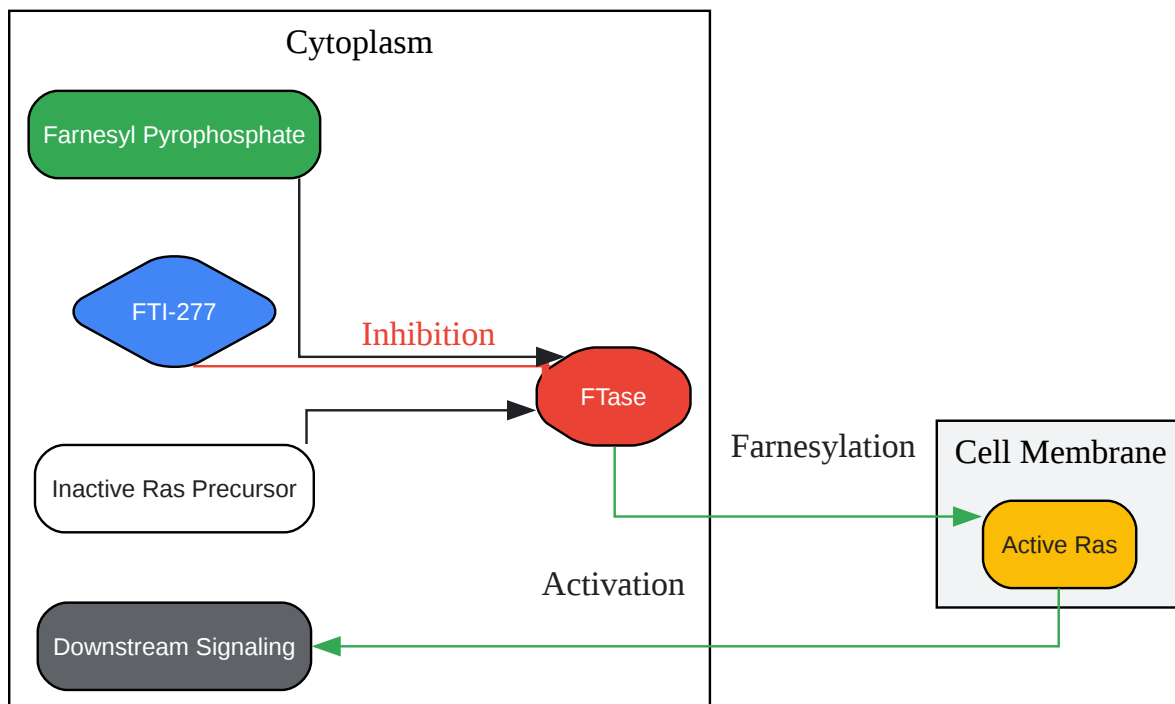 Cytoplasm
Farnesyl Pyrophosphate
FTI-277
Inhibition
FTase
Inactive Ras Precursor
Farnesylation
Cell Membrane
Active Ras
Activation
Downstream Signaling